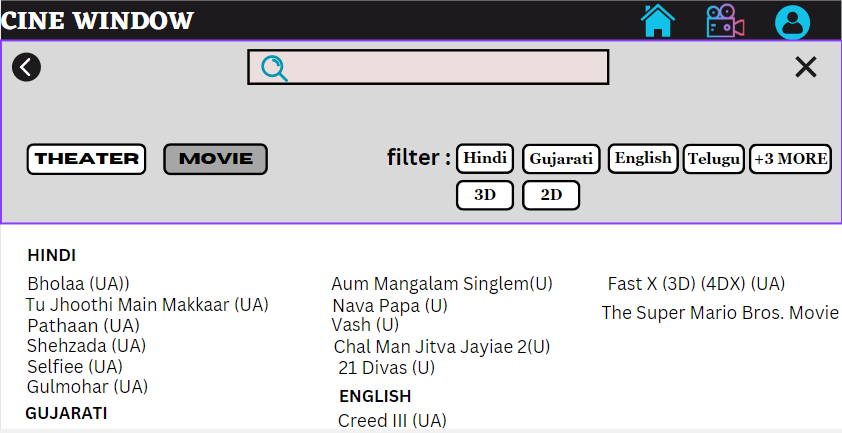 CINE WINDOW
THEATER
MOVIE
filter :
Hindi
Gujarati
English
Telugu
+3 MORE
3D
2D
HINDI
Bholaa (UA))
Tu Jhoothi Main Makkaar (UA)
Pathaan (UA)
Shehzada (UA)
Selfiee (UA)
Gulmohar (UA)
GUJARATI
Aum Mangalam Singlem(U)
Nava Papa (U)
Vash (U)
Chal Man Jitva Jayiae 2(U)
21 Divas (U)
ENGLISH
Creed III (UA)
Fast X (3D) (4DX) (UA)
The Super Mario Bros. Movie